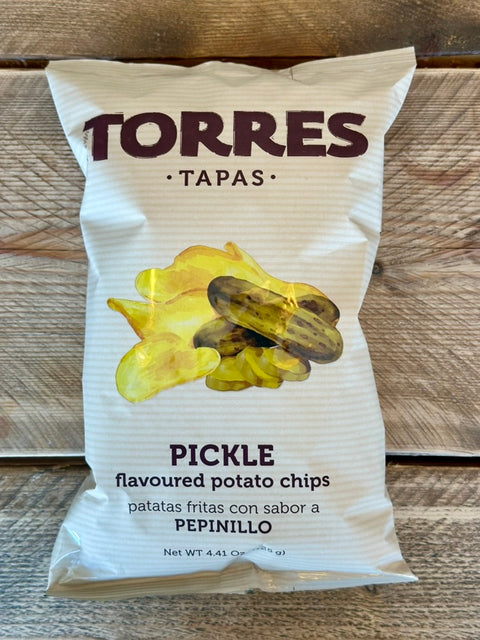 TORRES
· TAPAS ·
PICKLE
flavoured potato chips
patatas fritas con sabor a
PEPINILLO
Net WT 4.41 Oz